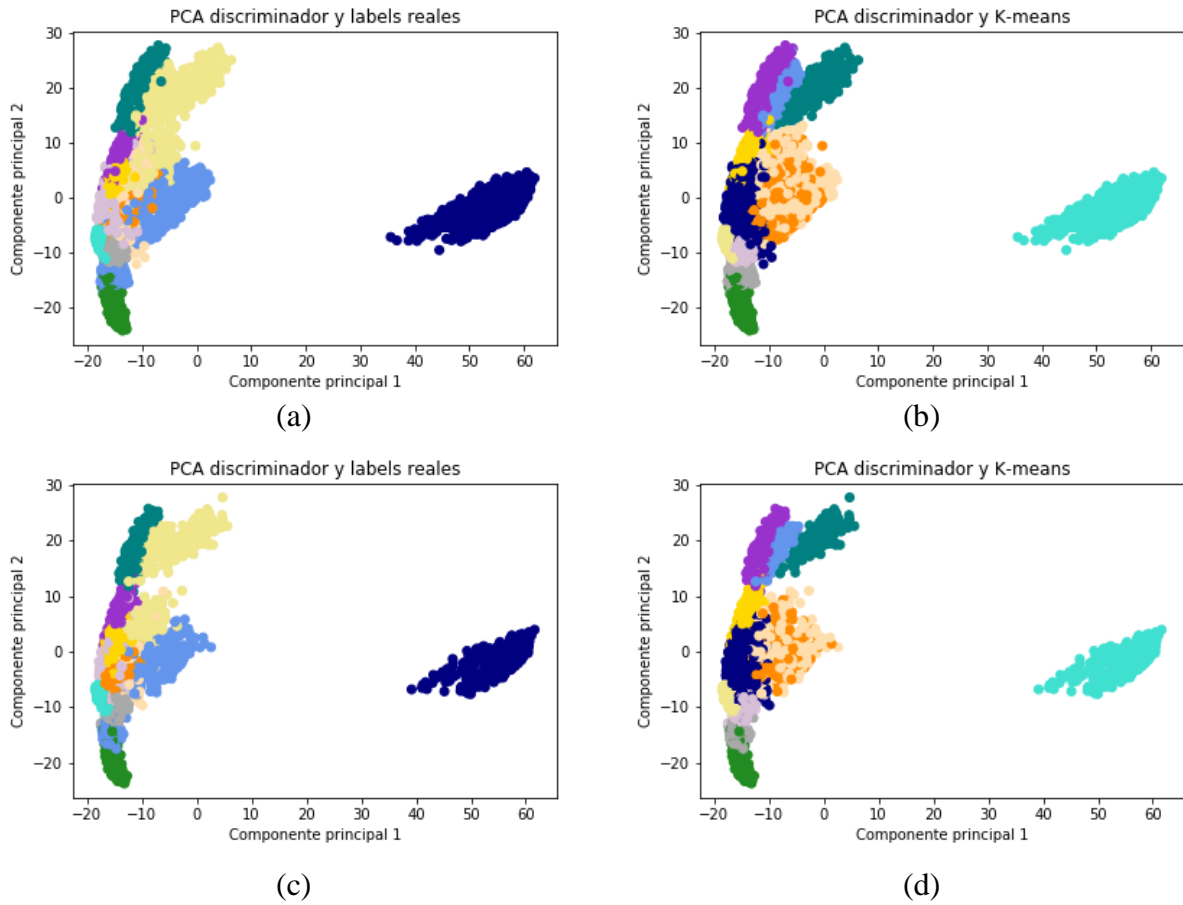 PCA discriminador y labels reales
30
20
10
0
−10
−20
Componente principal 2
−20 −10 0 10 20 30 40 50 60
Componente principal 1
(a)
PCA discriminador y K-means
30
20
10
0
−10
−20
Componente principal 2
−20 −10 0 10 20 30 40 50 60
Componente principal 1
(b)
PCA discriminador y labels reales
30
20
10
0
−10
−20
Componente principal 2
−20 −10 0 10 20 30 40 50 60
Componente principal 1
(c)
PCA discriminador y K-means
30
20
10
0
−10
−20
Componente principal 2
−20 −10 0 10 20 30 40 50 60
Componente principal 1
(d)